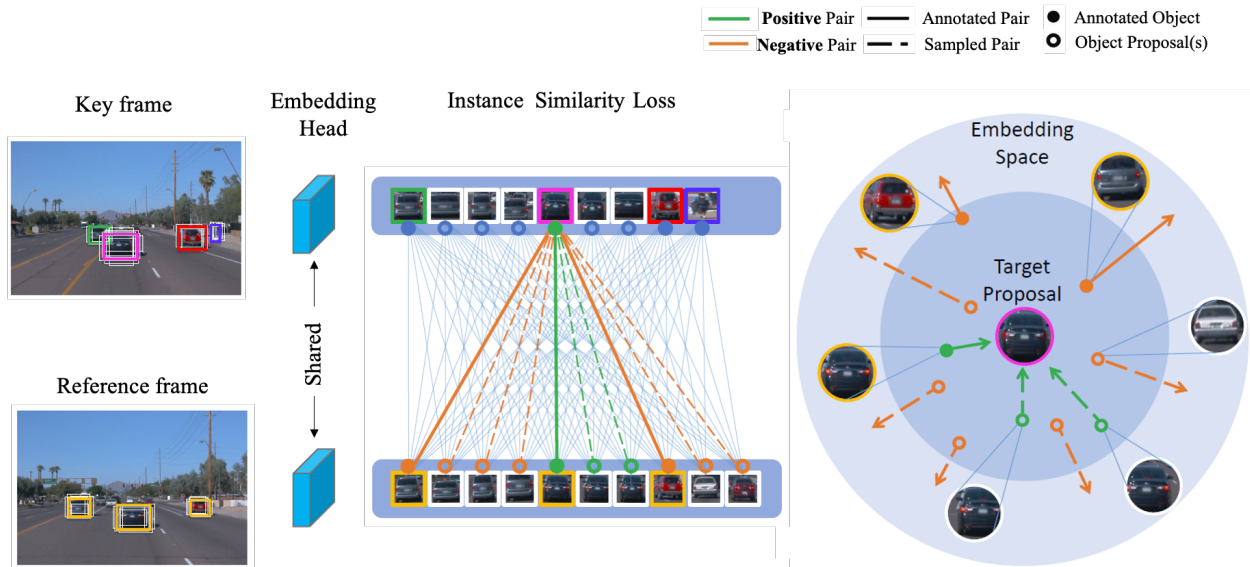 Positive Pair
Annotated Pair
Annotated Object
Negative Pair
Sampled Pair
Object Proposal(s)
Key frame
Embedding
Head
Instance Similarity Loss
Embedding
Space
Target
Proposal
Shared
Reference frame